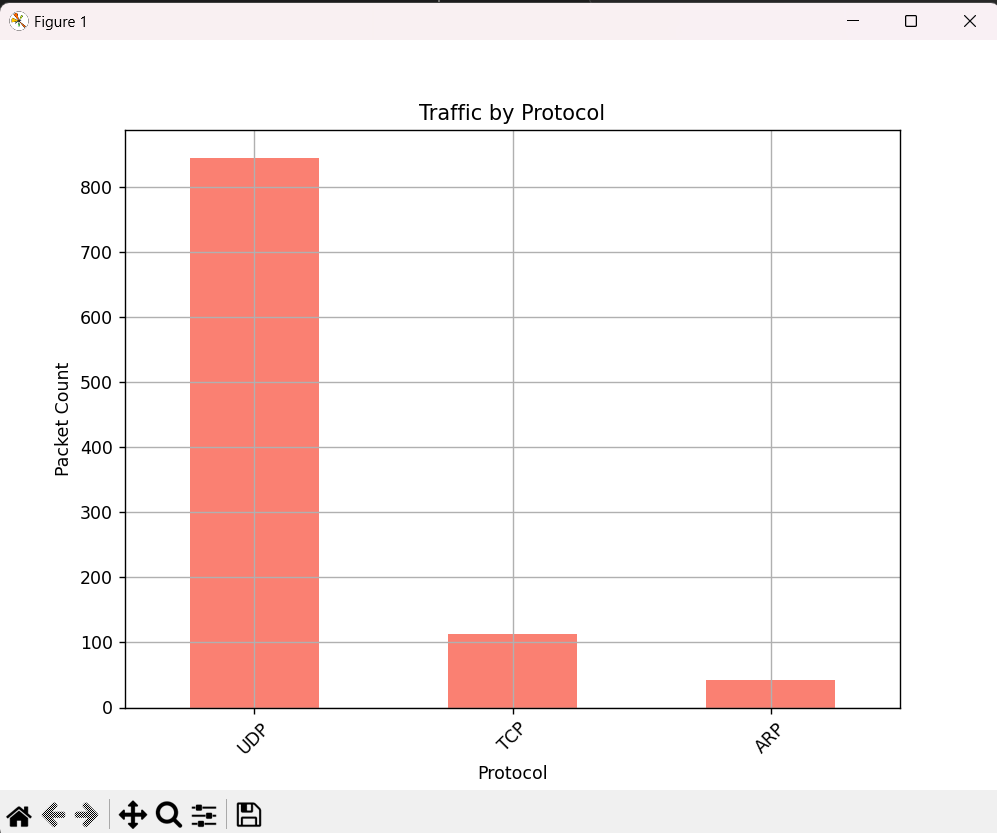 Figure 1
Traffic by Protocol
800
700
600
500
400
300
200
100
0
Packet Count
UDP
TCP
ARP
Protocol